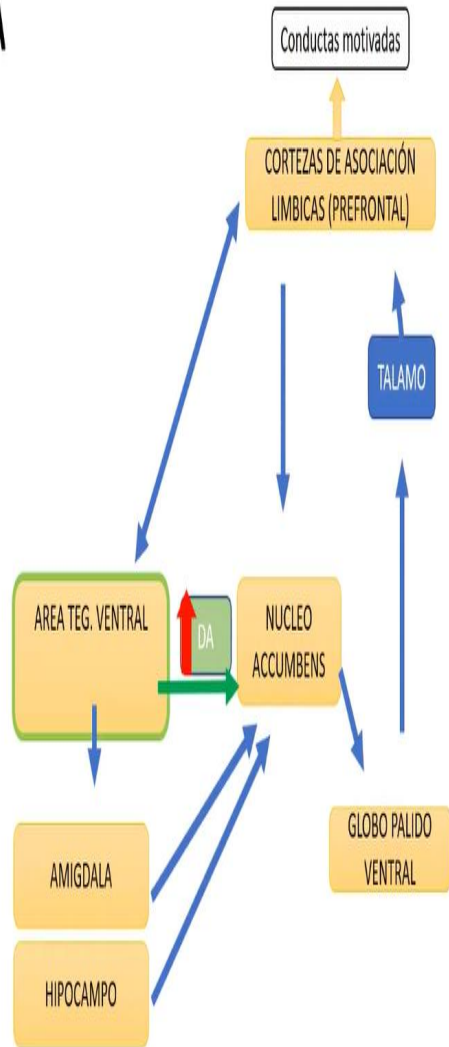 Conductas motivadas
CORTEZAS DE ASOCIACIÓN
LIMBICAS (PREFRONTAL)
TALAMO
AREA TEG. VENTRAL
DA
NUCLEO
ACCUMBENS
GLOBO PALIDO
VENTRAL
AMIGDALA
HIPOCAMPO